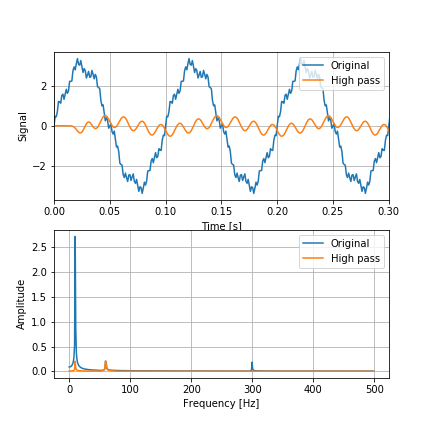 Original
High pass
2
0
−2
Signal
0.00 0.05 0.10 0.15 0.20 0.25 0.30
Time [s]
Original
High pass
2.5
2.0
1.5
1.0
0.5
0.0
Amplitude
0 100 200 300 400 500
Frequency [Hz]